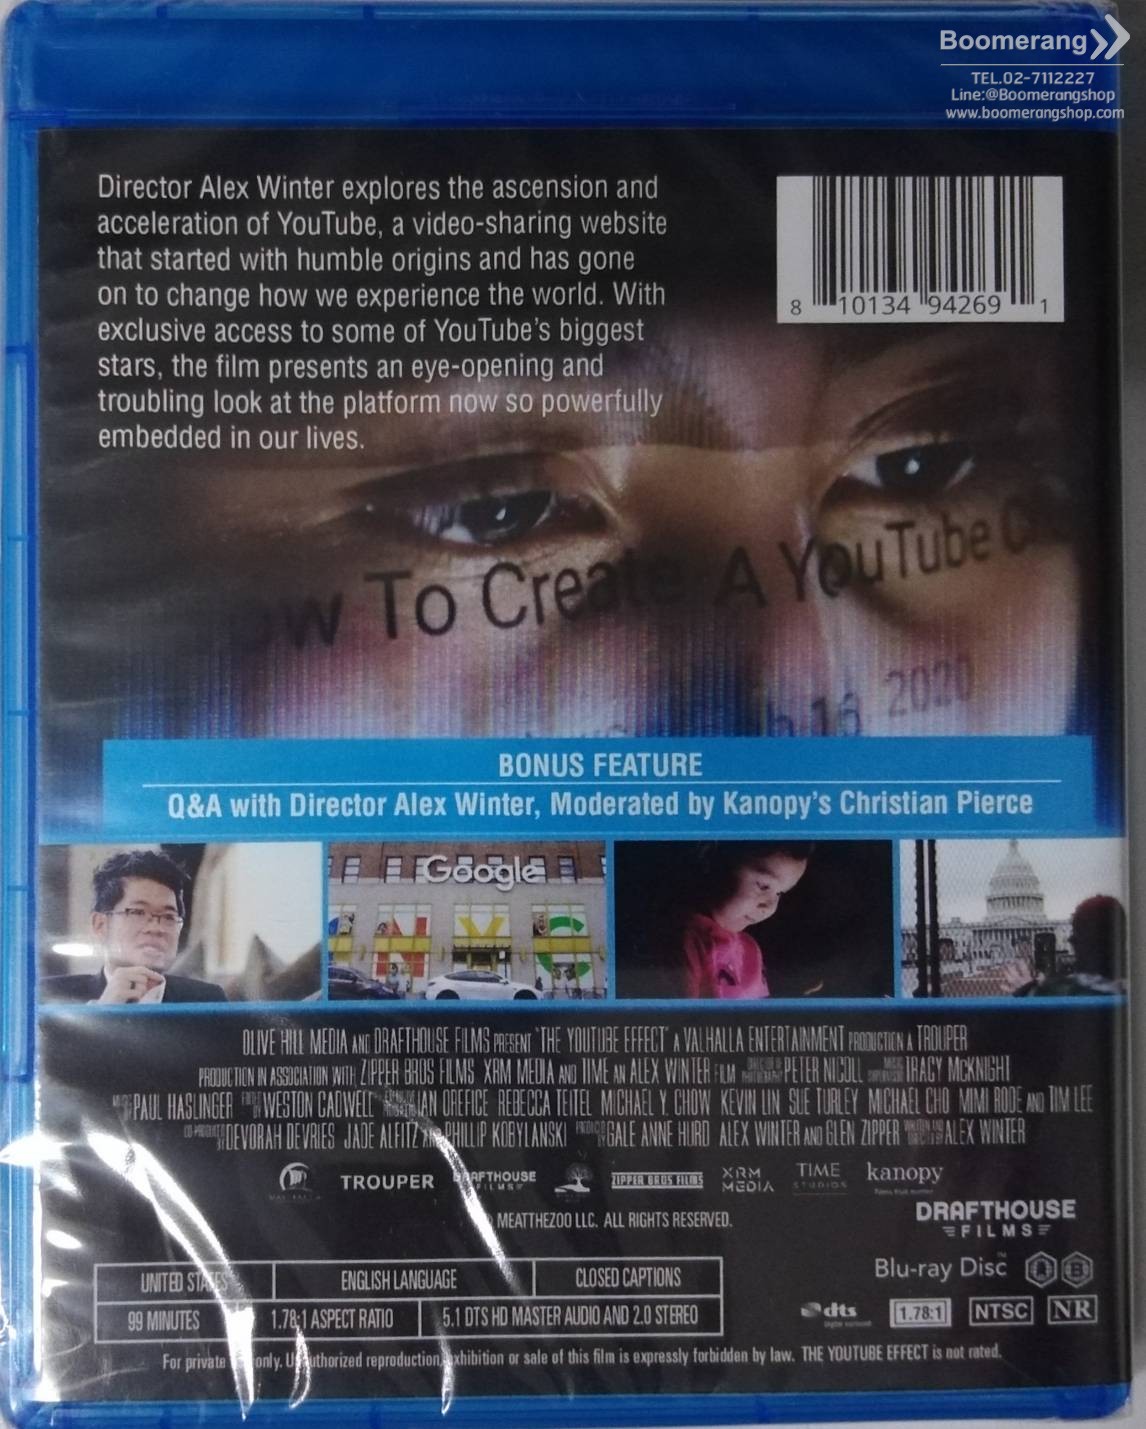 Boomerang
TEL.02-7112227
Line:@Boomerangshop
www.boomerangshop.com
Director Alex Winter explores the ascension and
acceleration of YouTube, a video-sharing website
that started with humble origins and has gone
on to change how we experience the world. With
exclusive access to some of YouTube's biggest
stars, the film presents an eye-opening and
troubling look at the platform now so powerfully
embedded in our lives.
8 10134 94269 1
To Create A YouTube
16, 2020
BONUS FEATURE
Q&A with Director Alex Winter, Moderated by Kanopy's Christian Pierce
Google
NYC
OLIVE HILL MEDIA AND DRAFTHOUSE FILMS PRESENT "THE YOUTUBE EFFECT" A VALHALLA ENTERTAINMENT PRODUCTION A TROUPER
PRODUCTION IN ASSOCIATION WITH ZIPPER BROS FILMS XRM MEDIA AND TIME AN ALEX WINTER FILM PETER NICOLL TRACY McKNIGHT
PAUL HASLINGER WESTON CADWELL IAN OREFICE REBECCA TEITEL MICHAEL Y. CHOW KEVIN LIN SUE TURLEY MICHAEL CHO MIMI RODE AND TIM LEE
DEVORAH DEVRIES JADE ALFITZ PHILLIP KOBYLANSKI GALE ANNE HURD ALEX WINTER AND GLEN ZIPPER ALEX WINTER
TROUPER DRAFTHOUSE FILMS ZIPPER BROS FILMS XRM MEDIA TIME STUDIOS kanopy
MEATTHEZOO LLC. ALL RIGHTS RESERVED.
DRAFTHOUSE
FILMS
Blu-ray Disc A B
UNITED STATES ENGLISH LANGUAGE CLOSED CAPTIONS
99 MINUTES 1.78:1 ASPECT RATIO 5.1 DTS HD MASTER AUDIO AND 2.0 STEREO
dts 1.78:1 NTSC NR
For private only. Unauthorized reproduction, exhibition or sale of this film is expressly forbidden by law. THE YOUTUBE EFFECT is not rated.